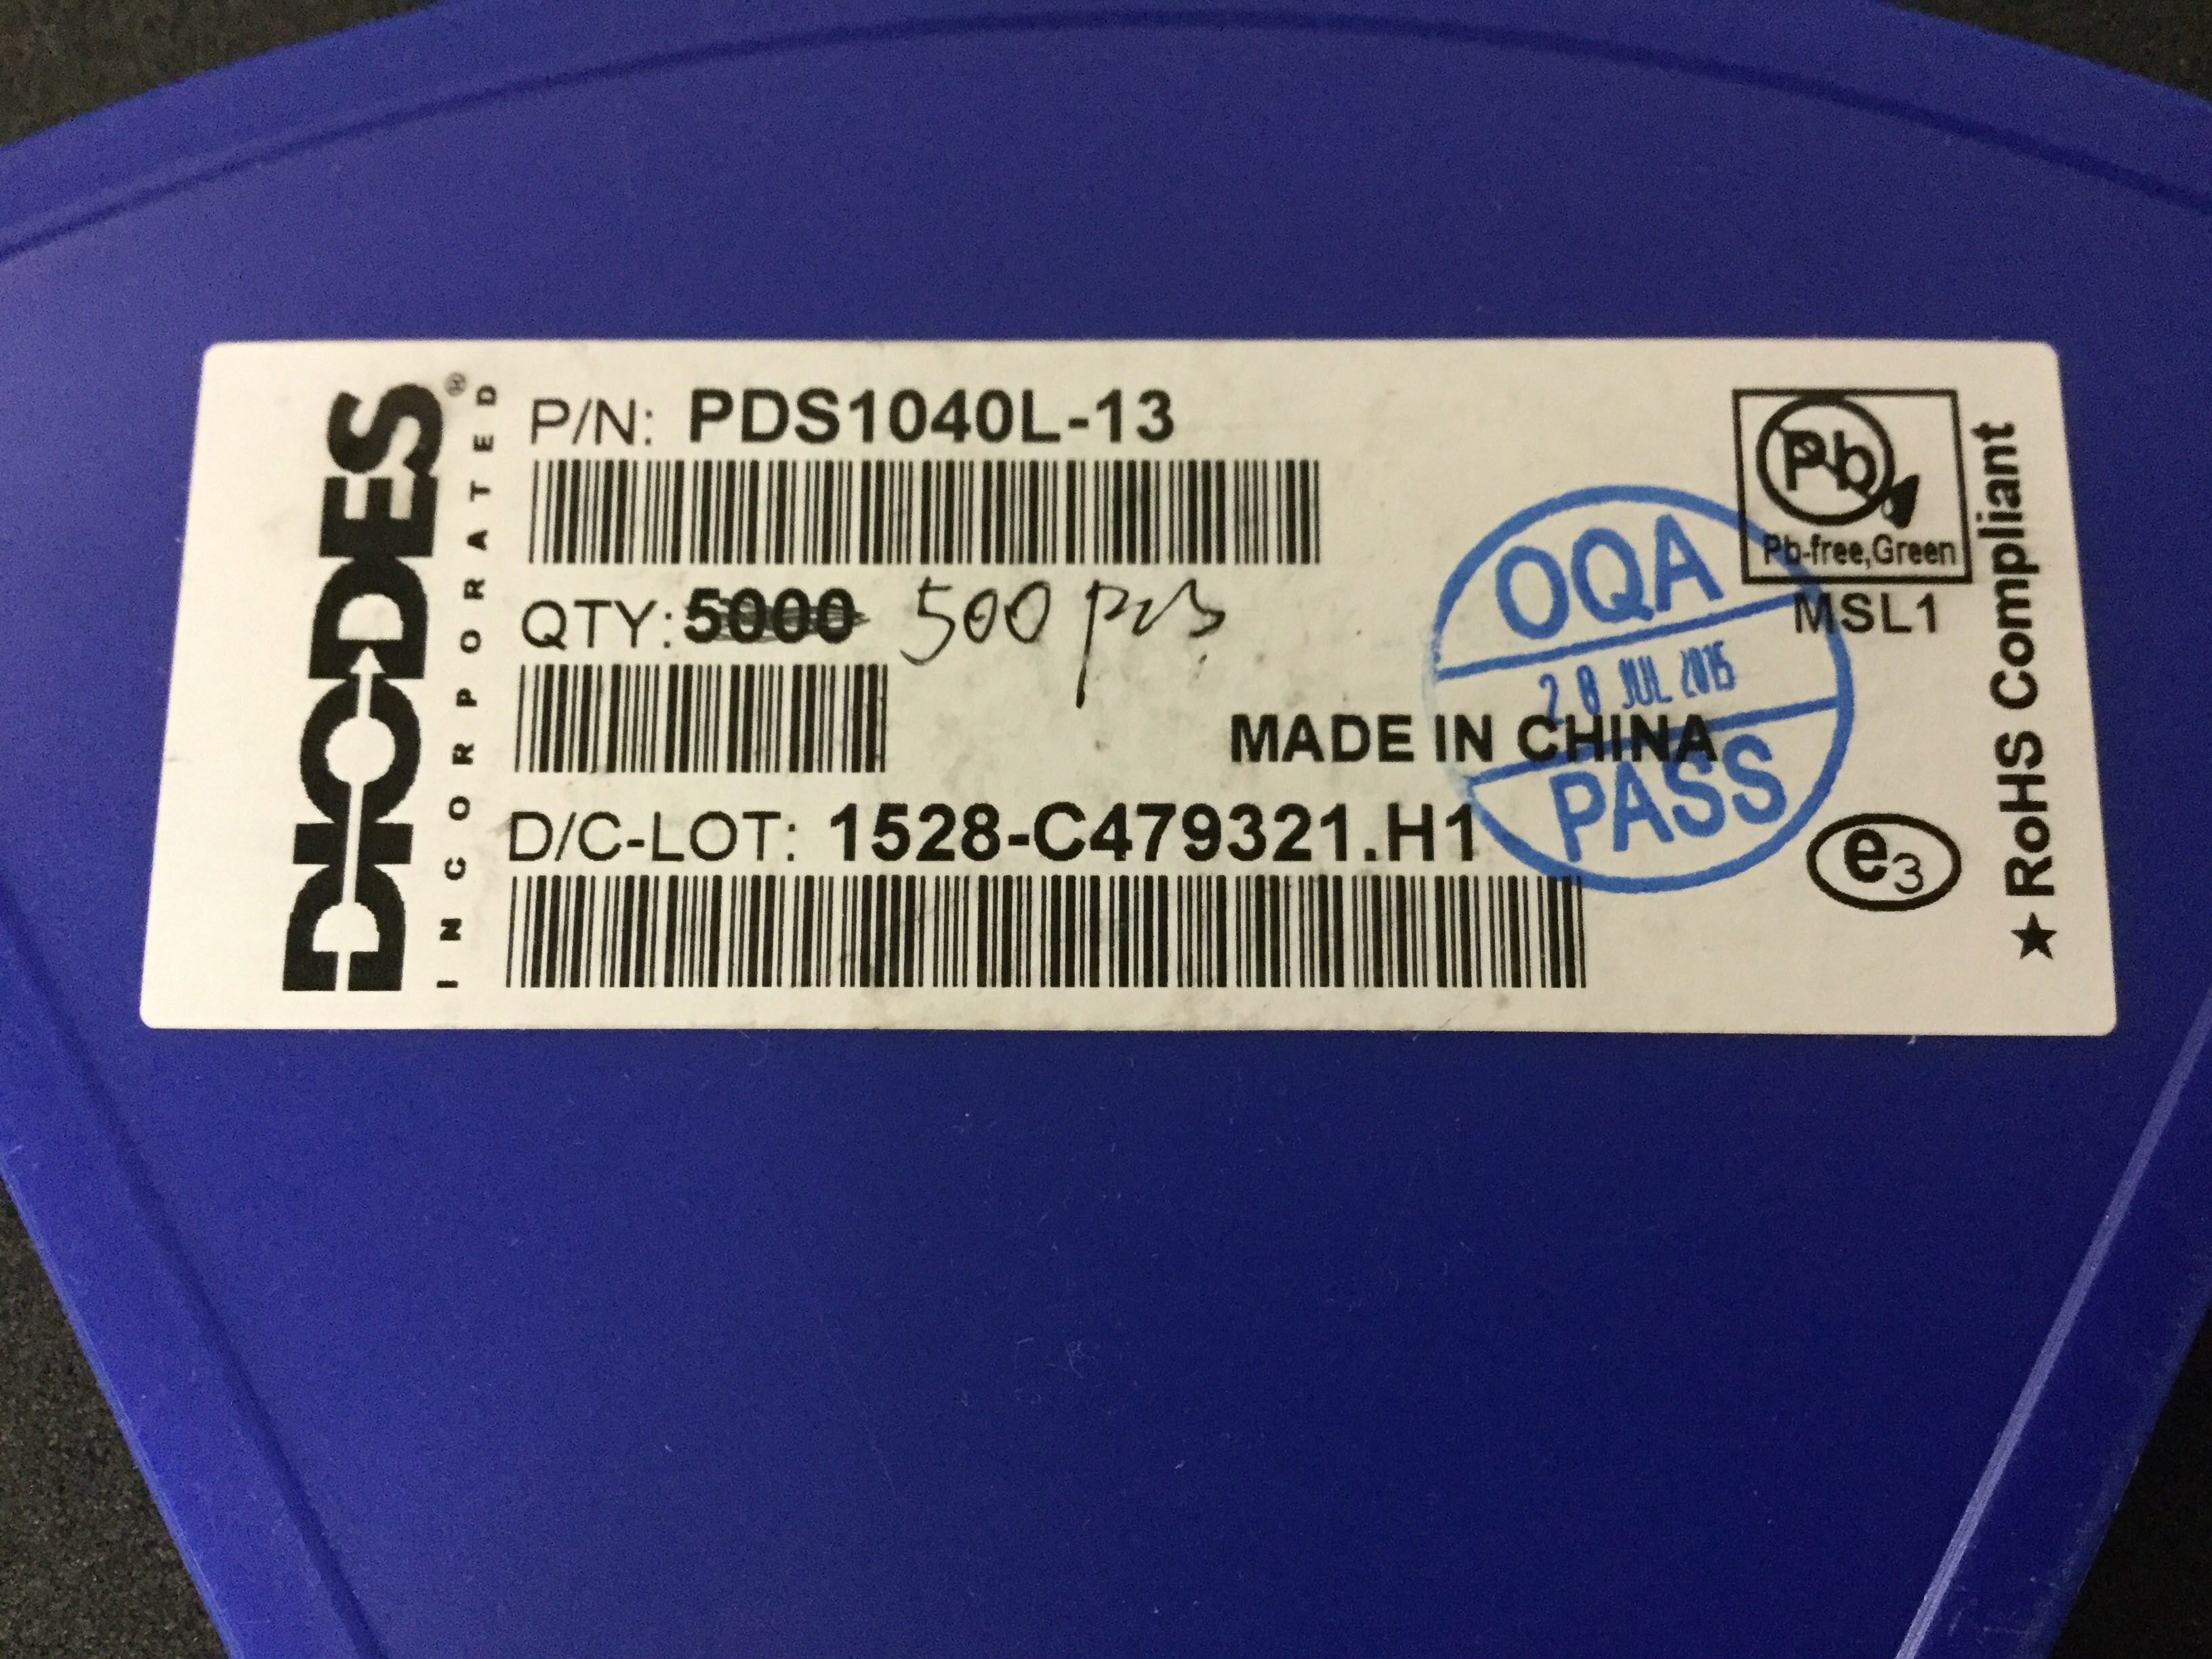 DIODES®
INCORPORATED
P/N: PDS1040L-13
QTY: 5000 500 pcs
MADE IN CHINA
D/C-LOT: 1528-C479321.H1
OQA
28 JUL 2015
PASS
Pb
Pb-free,Green
MSL1
e3
★ RoHS Compliant